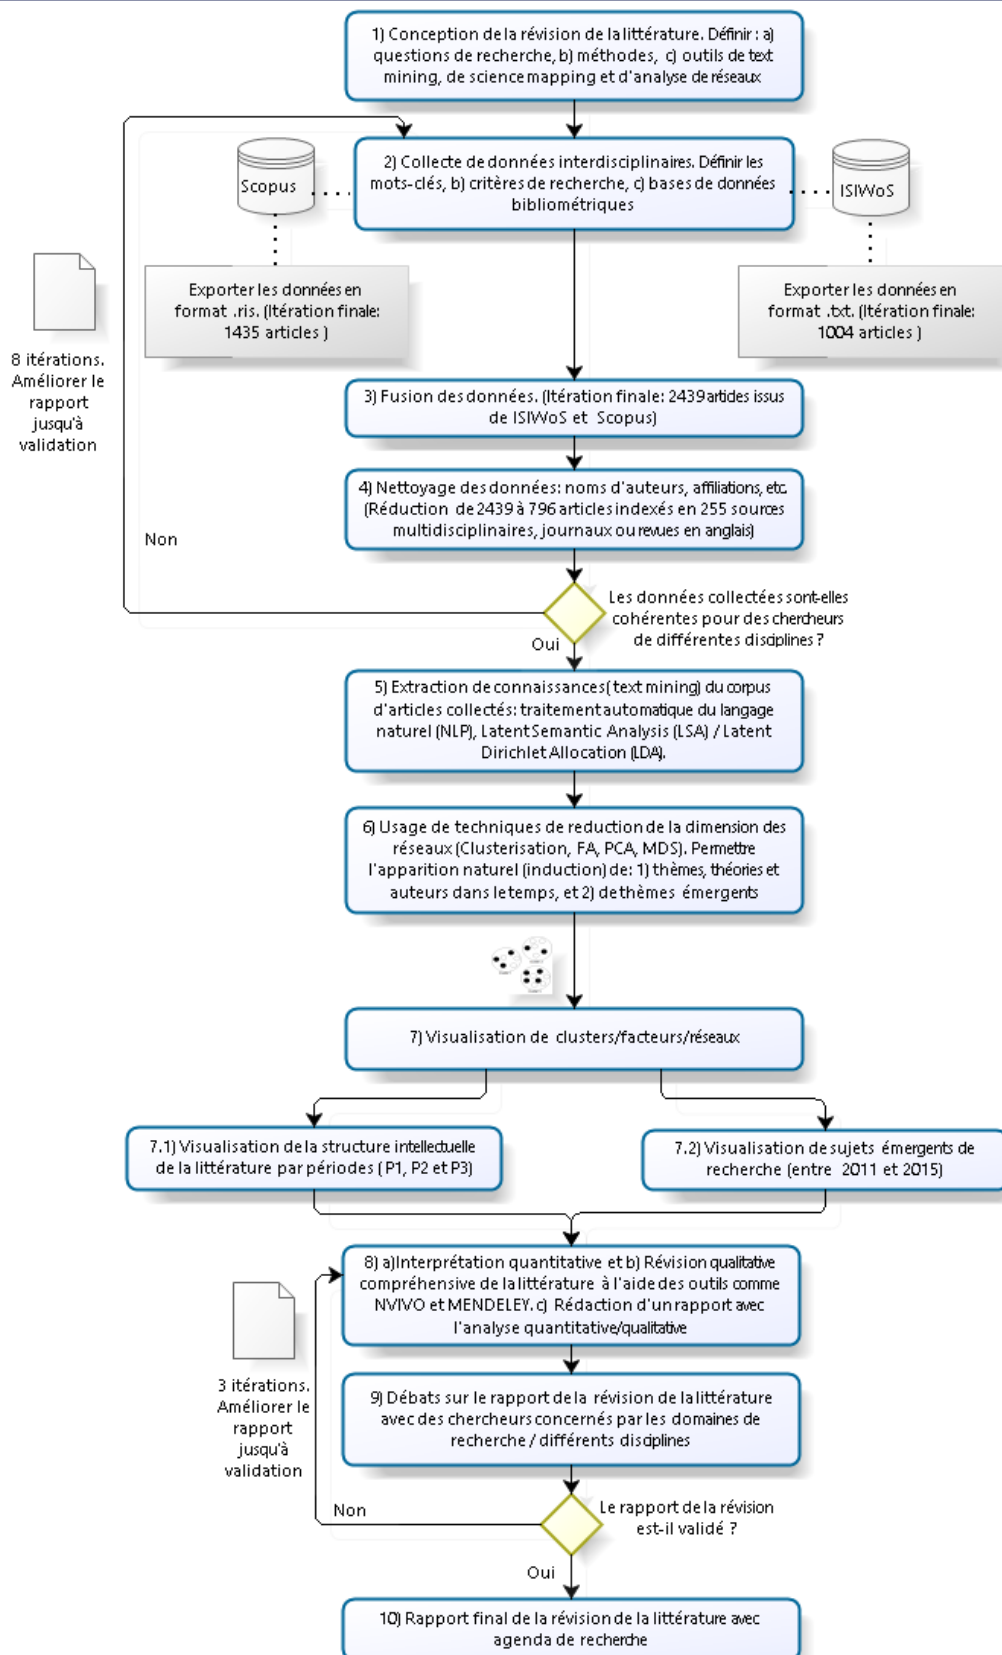 1) Conception de la révision de la littérature. Définir : a)
questions de recherche, b) méthodes, c) outils de text
mining, de science mapping et d'analyse de réseaux
2) Collecte de données interdisciplinaires. Définir les
mots-clés, b) critères de recherche, c) bases de données
bibliométriques
Scopus
ISIWoS
Exporter les données en
format .ris. (Itération finale:
1435 articles )
Exporter les données en
format .txt. (Itération finale:
1004 articles )
8 itérations.
Améliorer le
rapport
jusqu'à
validation
3) Fusion des données. (Itération finale: 2439 articles issus
de ISIWoS et Scopus)
4) Nettoyage des données: noms d'auteurs, affiliations, etc.
(Réduction de 2439 à 796 articles indexés en 255 sources
multidisciplinaires, journaux ou revues en anglais)
Non
Les données collectées sont-elles
cohérentes pour des chercheurs
de différentes disciplines ?
Oui
5) Extraction de connaissances (text mining) du corpus
d'articles collectés: traitement automatique du langage
naturel (NLP), Latent Semantic Analysis (LSA) / Latent
Dirichlet Allocation (LDA).
6) Usage de techniques de reduction de la dimension des
réseaux (Clusterisation, FA, PCA, MDS). Permettre
l'apparition naturel (induction) de: 1) thèmes, théories et
auteurs dans le temps, et 2) de thèmes émergents
7) Visualisation de clusters/facteurs/réseaux
7.1) Visualisation de la structure intellectuelle
de la littérature par périodes ( P1, P2 et P3)
7.2) Visualisation de sujets émergents de
recherche (entre 2011 et 2015)
8) a)Interprétation quantitative et b) Révision qualitative
compréhensive de la littérature à l'aide des outils comme
NVIVO et MENDELEY. c) Rédaction d'un rapport avec
l'analyse quantitative/qualitative
3 itérations.
Améliorer le
rapport
jusqu'à
validation
9) Débats sur le rapport de la révision de la littérature
avec des chercheurs concernés par les domaines de
recherche / différents disciplines
Non
Le rapport de la révision
est-il validé ?
Oui
10) Rapport final de la révision de la littérature avec
agenda de recherche